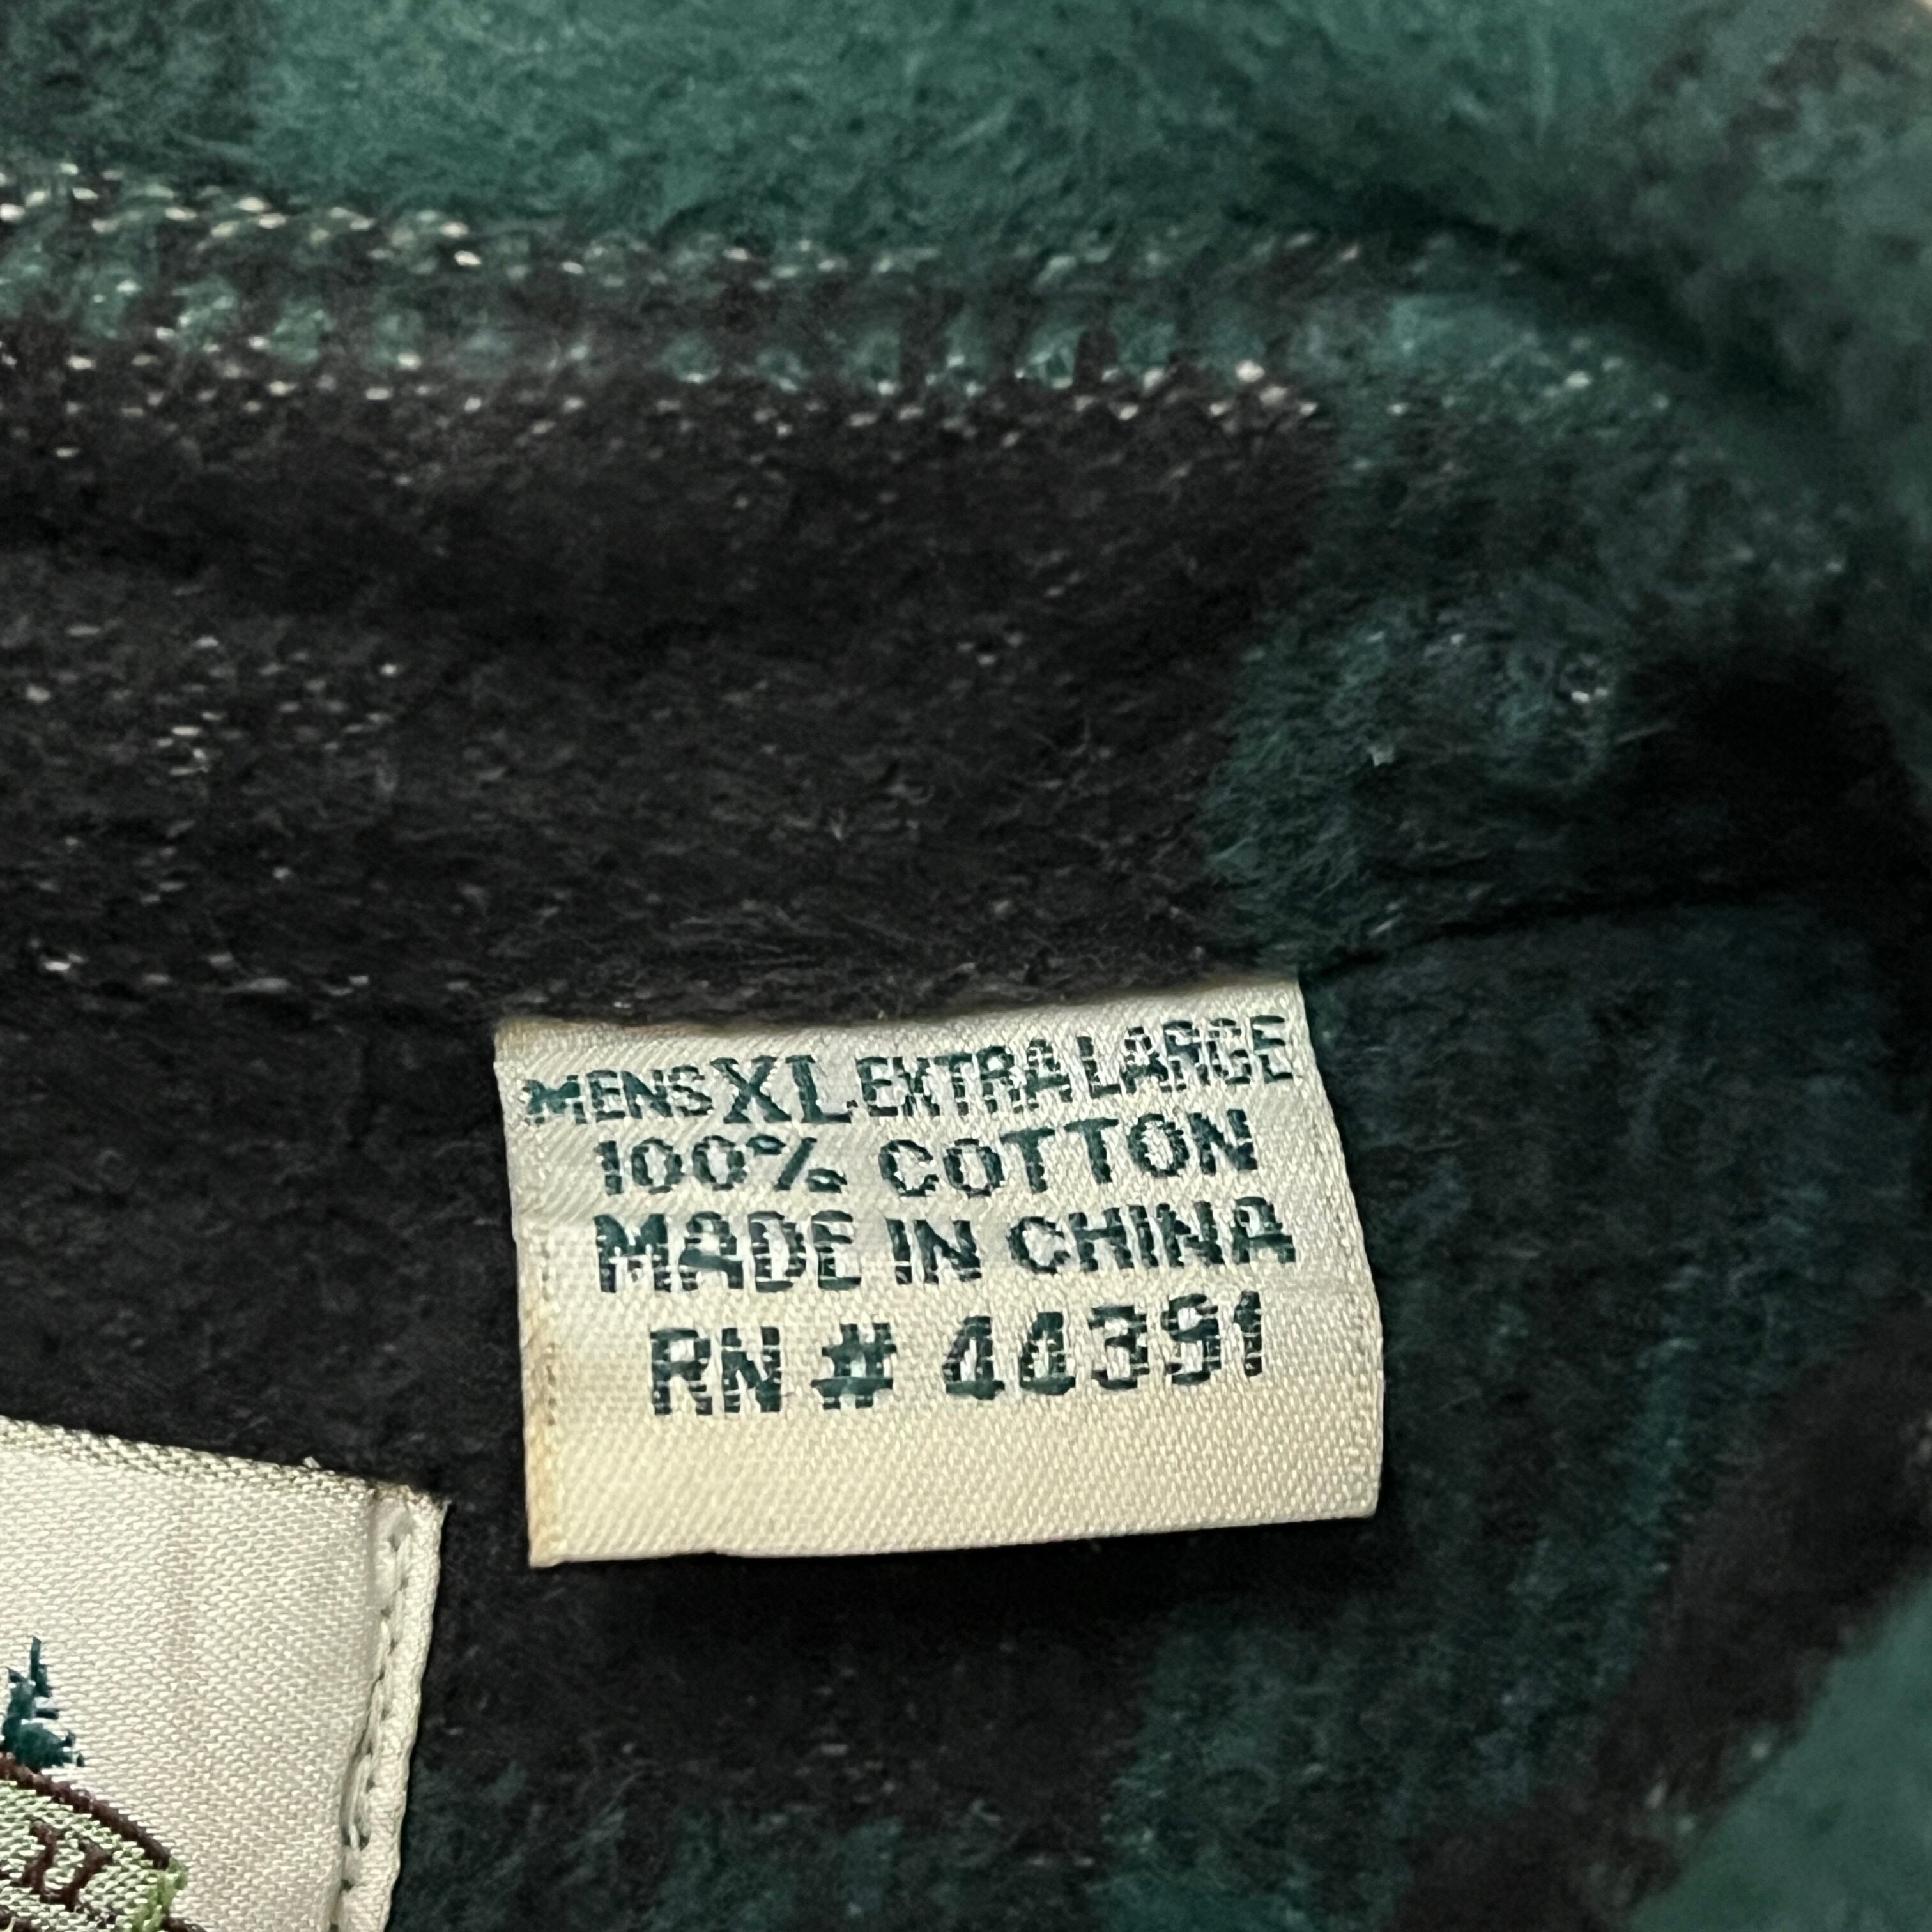 MENS XL EXTRA LARGE
100% COTTON
MADE IN CHINA
RN # 44391